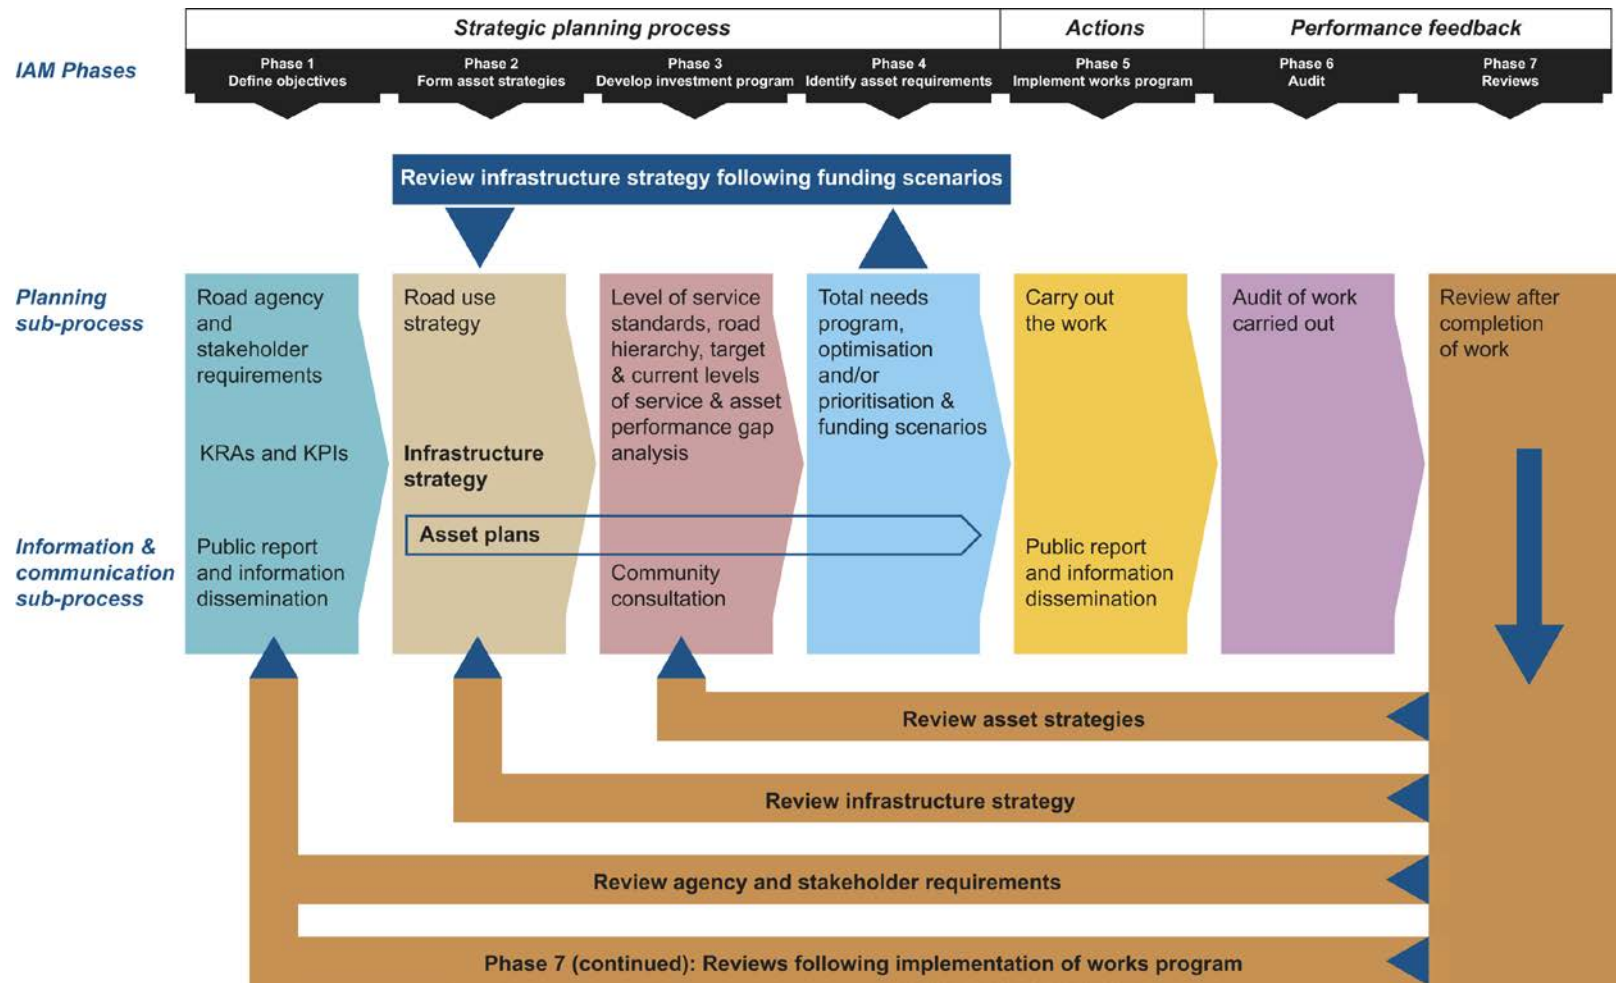 Strategic planning process
Actions
Performance feedback
IAM Phases
Phase 1
Define objectives
Phase 2
Form asset strategies
Phase 3
Develop investment program
Phase 4
Identify asset requirements
Phase 5
Implement works program
Phase 6
Audit
Phase 7
Reviews
Review infrastructure strategy following funding scenarios
Planning
sub-process
Road agency
and
stakeholder
requirements
KRAs and KPIs
Road use
strategy
Infrastructure
strategy
Level of service
standards, road
hierarchy, target
& current levels
of service & asset
performance gap
analysis
Total needs
program,
optimisation
and/or
prioritisation &
funding scenarios
Carry out
the work
Audit of work
carried out
Review after
completion
of work
Asset plans
Information &
communication
sub-process
Public report
and information
dissemination
Community
consultation
Public report
and information
dissemination
Review asset strategies
Review infrastructure strategy
Review agency and stakeholder requirements
Phase 7 (continued): Reviews following implementation of works program